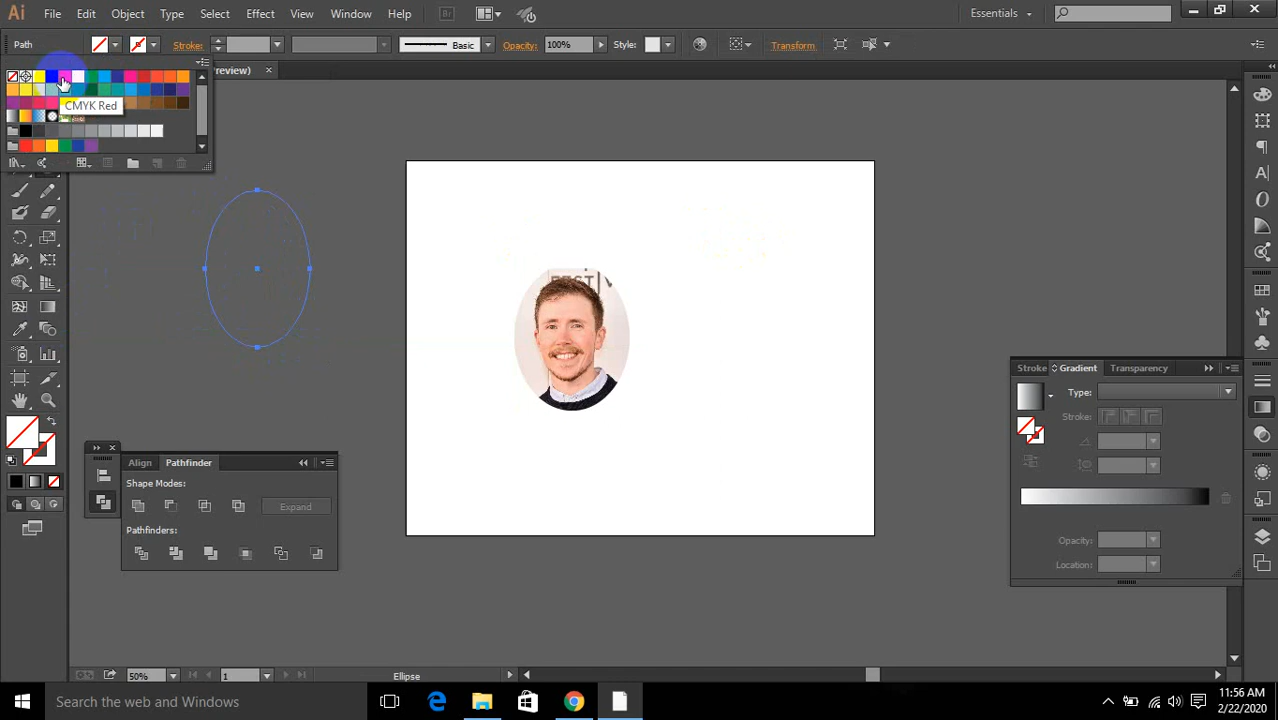 Ai File Edit Object Type Select Effect View Window Help Br Essentials
Path Stroke: Basic Opacity: 100% Style: Transform
review)
CMYK Red
Stroke Gradient Transparency
Type:
Stroke:
Align Pathfinder
Shape Modes:
Expand
Pathfinders:
Opacity:
Location:
50% 1 Ellipse
Search the web and Windows
11:56 AM
2/22/2020